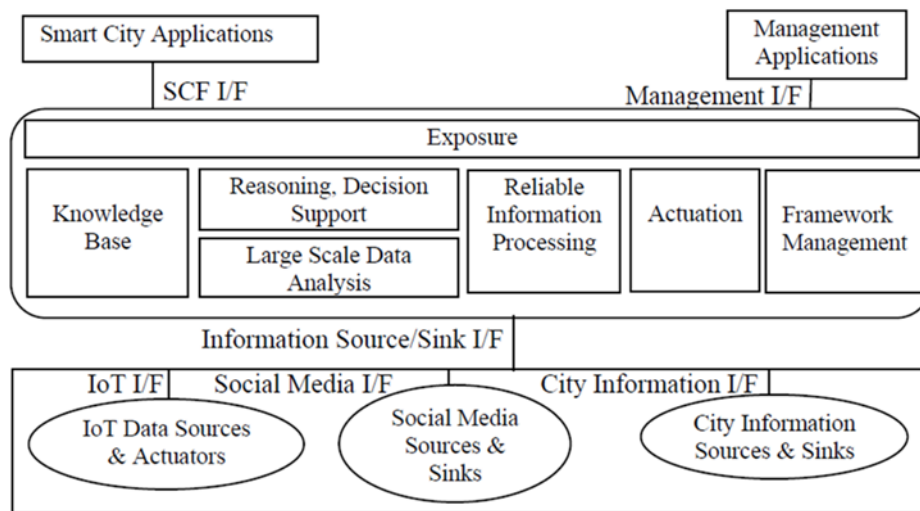 Smart City Applications
Management
Applications
SCF I/F
Management I/F
Exposure
Knowledge
Base
Reasoning, Decision
Support
Large Scale Data
Analysis
Reliable
Information
Processing
Actuation
Framework
Management
Information Source/Sink I/F
IoT I/F
Social Media I/F
City Information I/F
IoT Data Sources
& Actuators
Social Media
Sources &
Sinks
City Information
Sources & Sinks